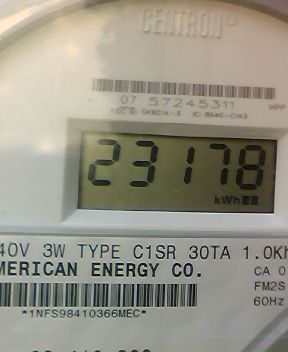 CENTRON
07 57245311
23178
kWh
40V 3W TYPE C1SR 30TA 1.0Kh
MERICAN ENERGY CO.
CA 0
FM2S
60Hz
*1NFS98410366MEC*